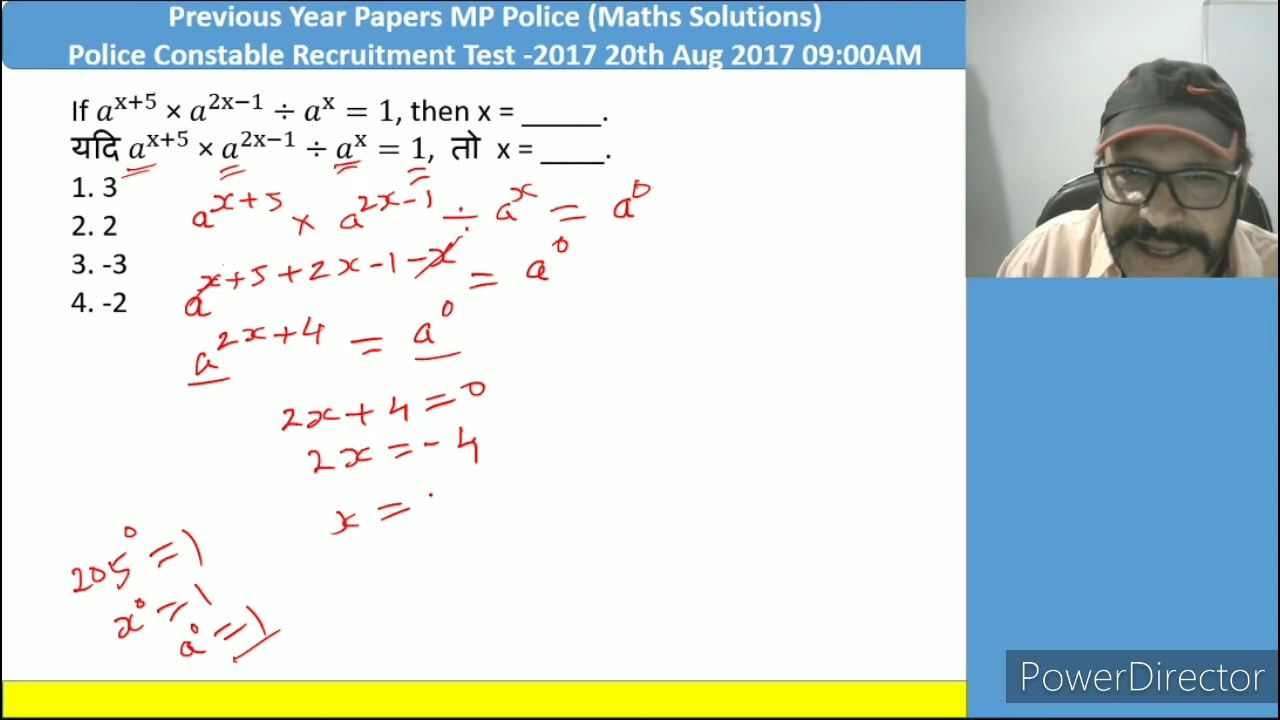 Previous Year Papers MP Police (Maths Solutions)
Police Constable Recruitment Test -2017 20th Aug 2017 09:00AM
If a^{x+5} × a^{2x−1} ÷ a^x = 1, then x = _____.
यदि a^{x+5} × a^{2x−1} ÷ a^x = 1, तो x = ____.
1. 3
2. 2
3. -3
4. -2
a^{x+5} × a^{2x-1} ÷ a^x = a^0
a^{x+5+2x-1-x} = a^0
a^{2x+4} = a^0
2x+4=0
2x=-4
x =
205^0 = 1
x^0 = 1
a^0 = 1
PowerDirector